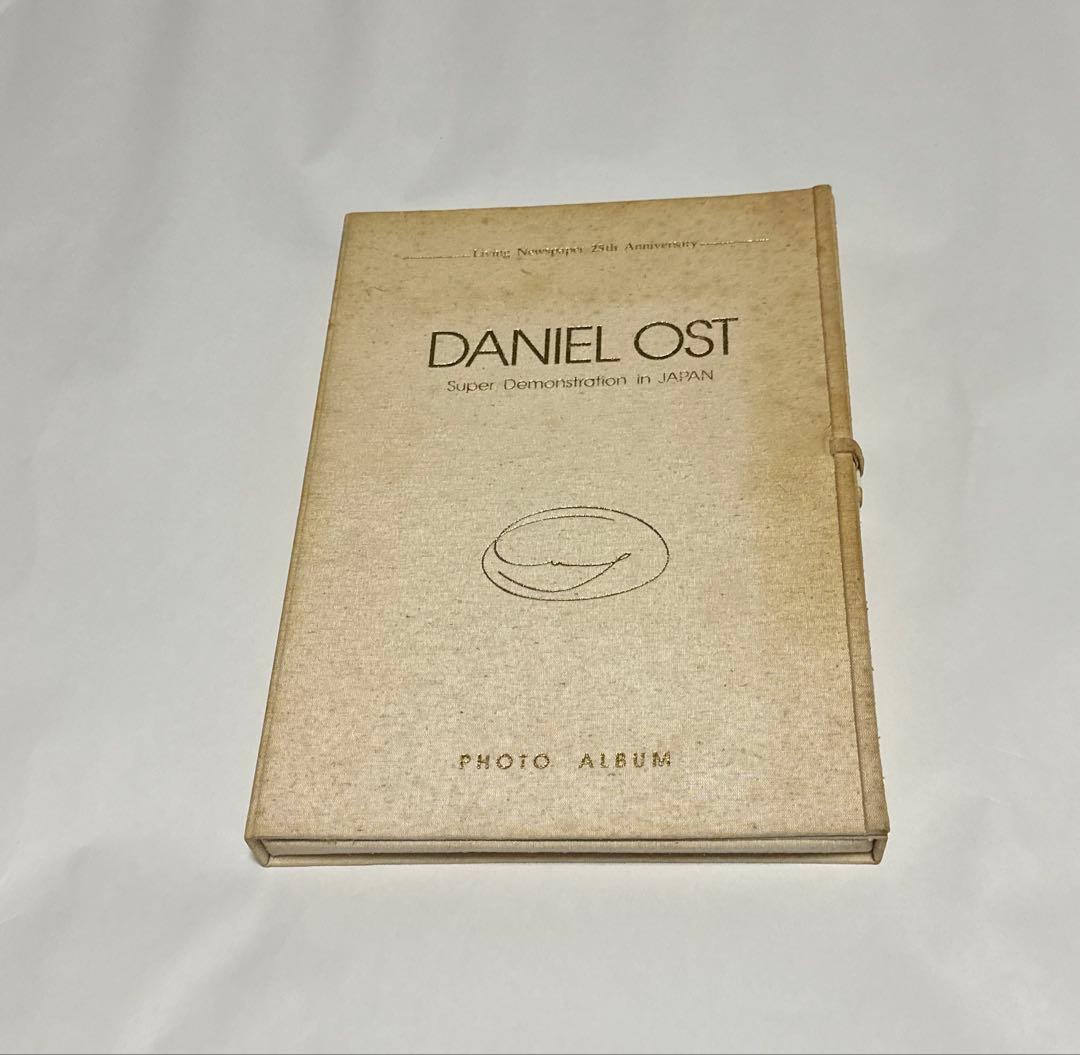 Living Newspaper 25th Anniversary
DANIEL OST
Super Demonstration in JAPAN
PHOTO ALBUM